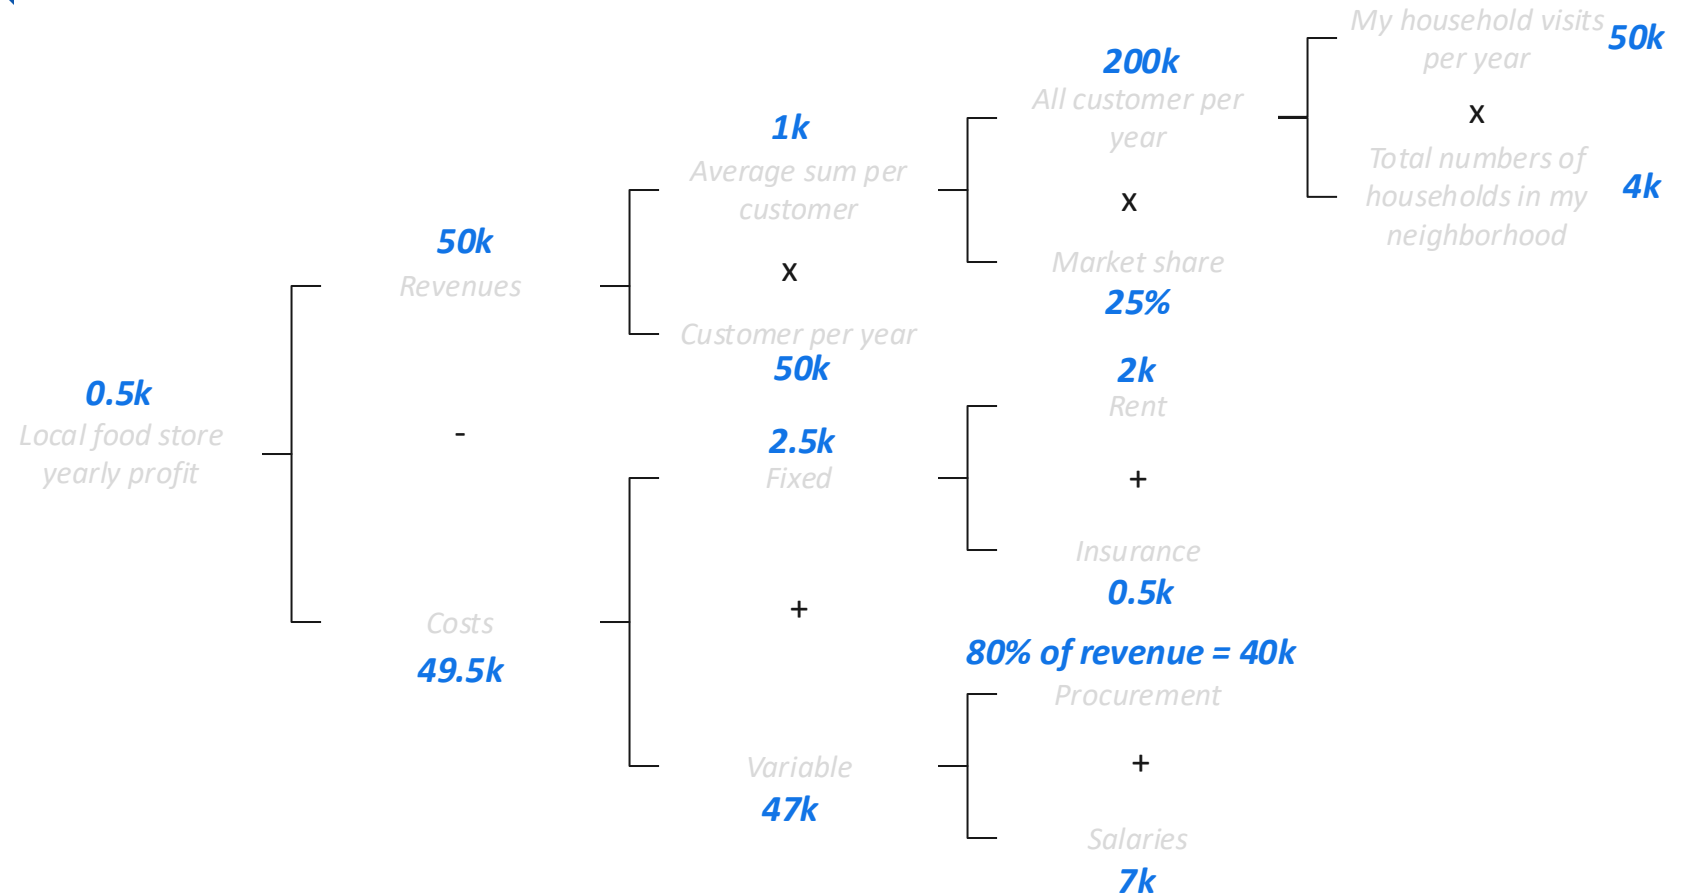 My household visits
per year
50k
x
Total numbers of
households in my
neighborhood
4k
200k
All customer per
year
x
Market share
25%
1k
Average sum per
customer
x
Customer per year
50k
50k
Revenues
-
0.5k
Local food store
yearly profit
Costs
49.5k
2.5k
Fixed
+
Variable
47k
2k
Rent
+
Insurance
0.5k
80% of revenue = 40k
Procurement
+
Salaries
7k